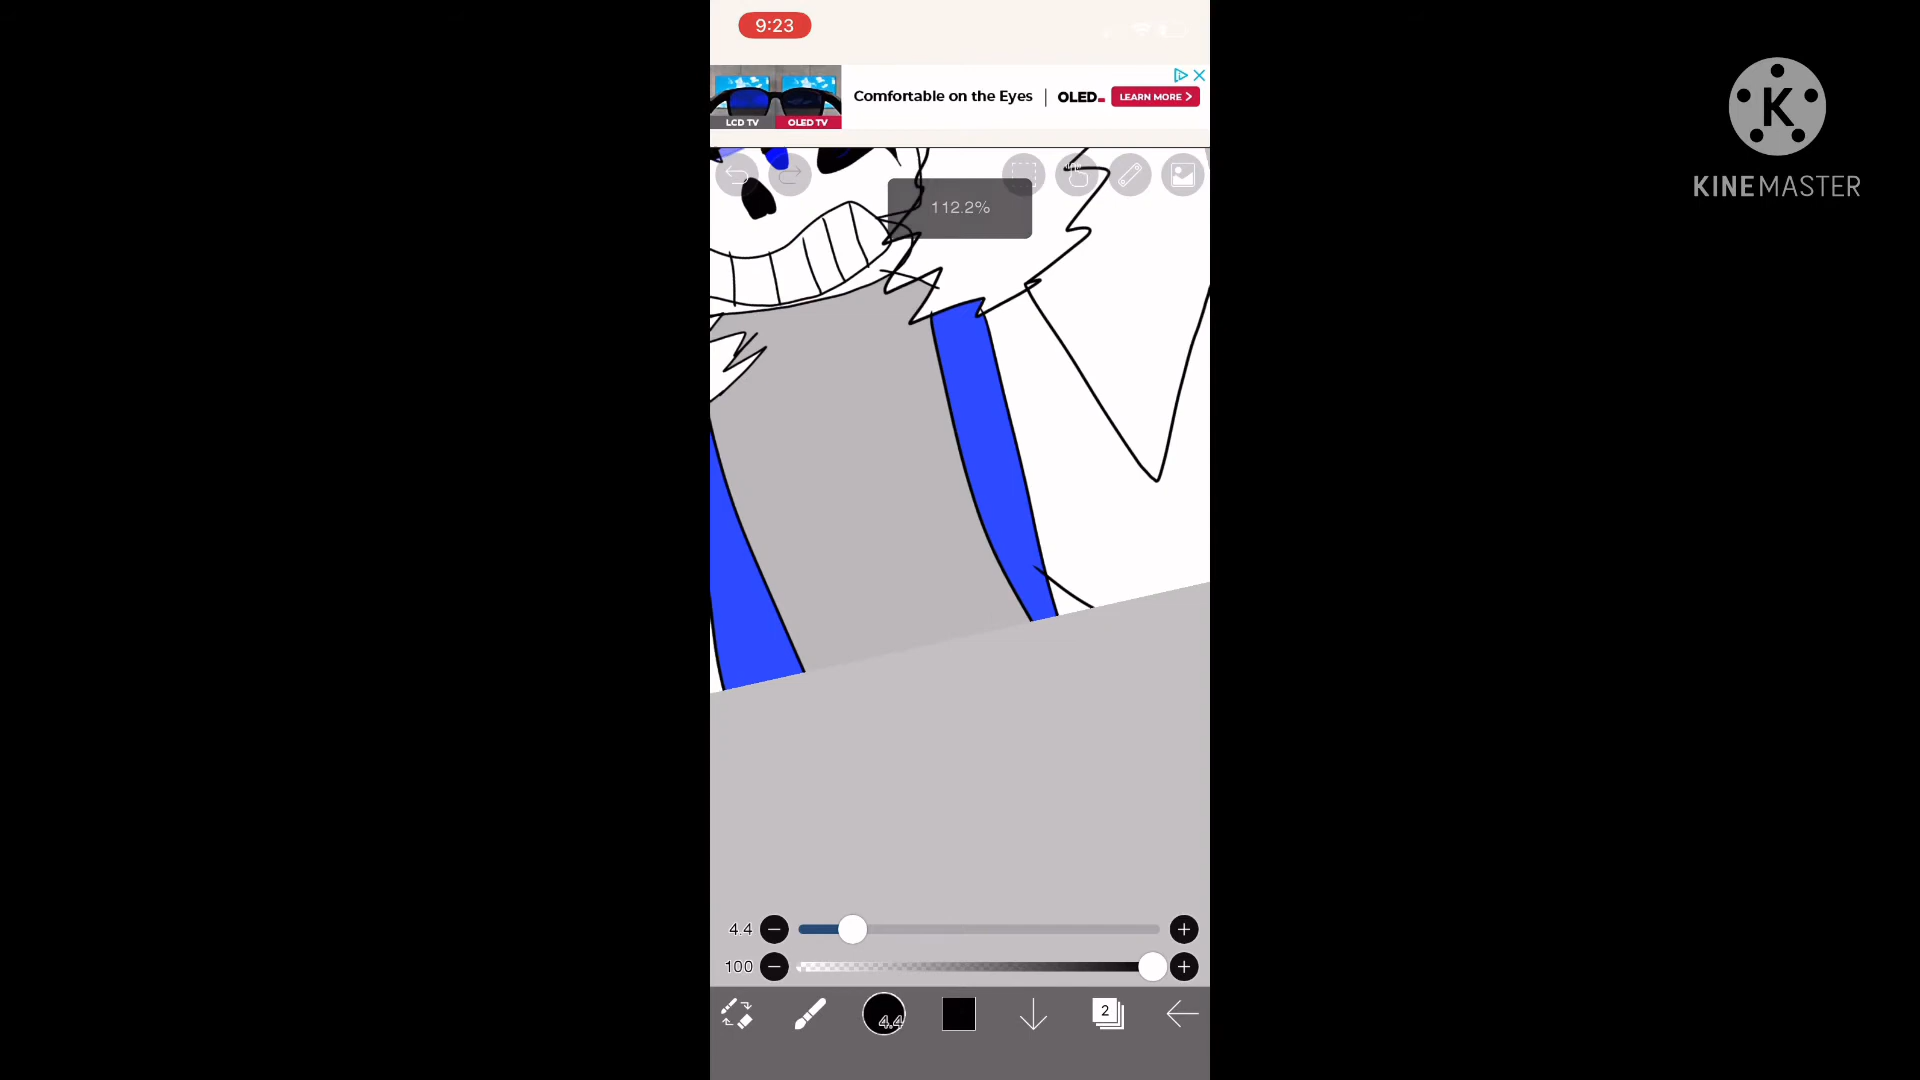 9:23
Comfortable on the Eyes
OLED
LEARN MORE
LCD TV
OLED TV
112.2%
K
KINEMASTER
4.4
100
4.4
2